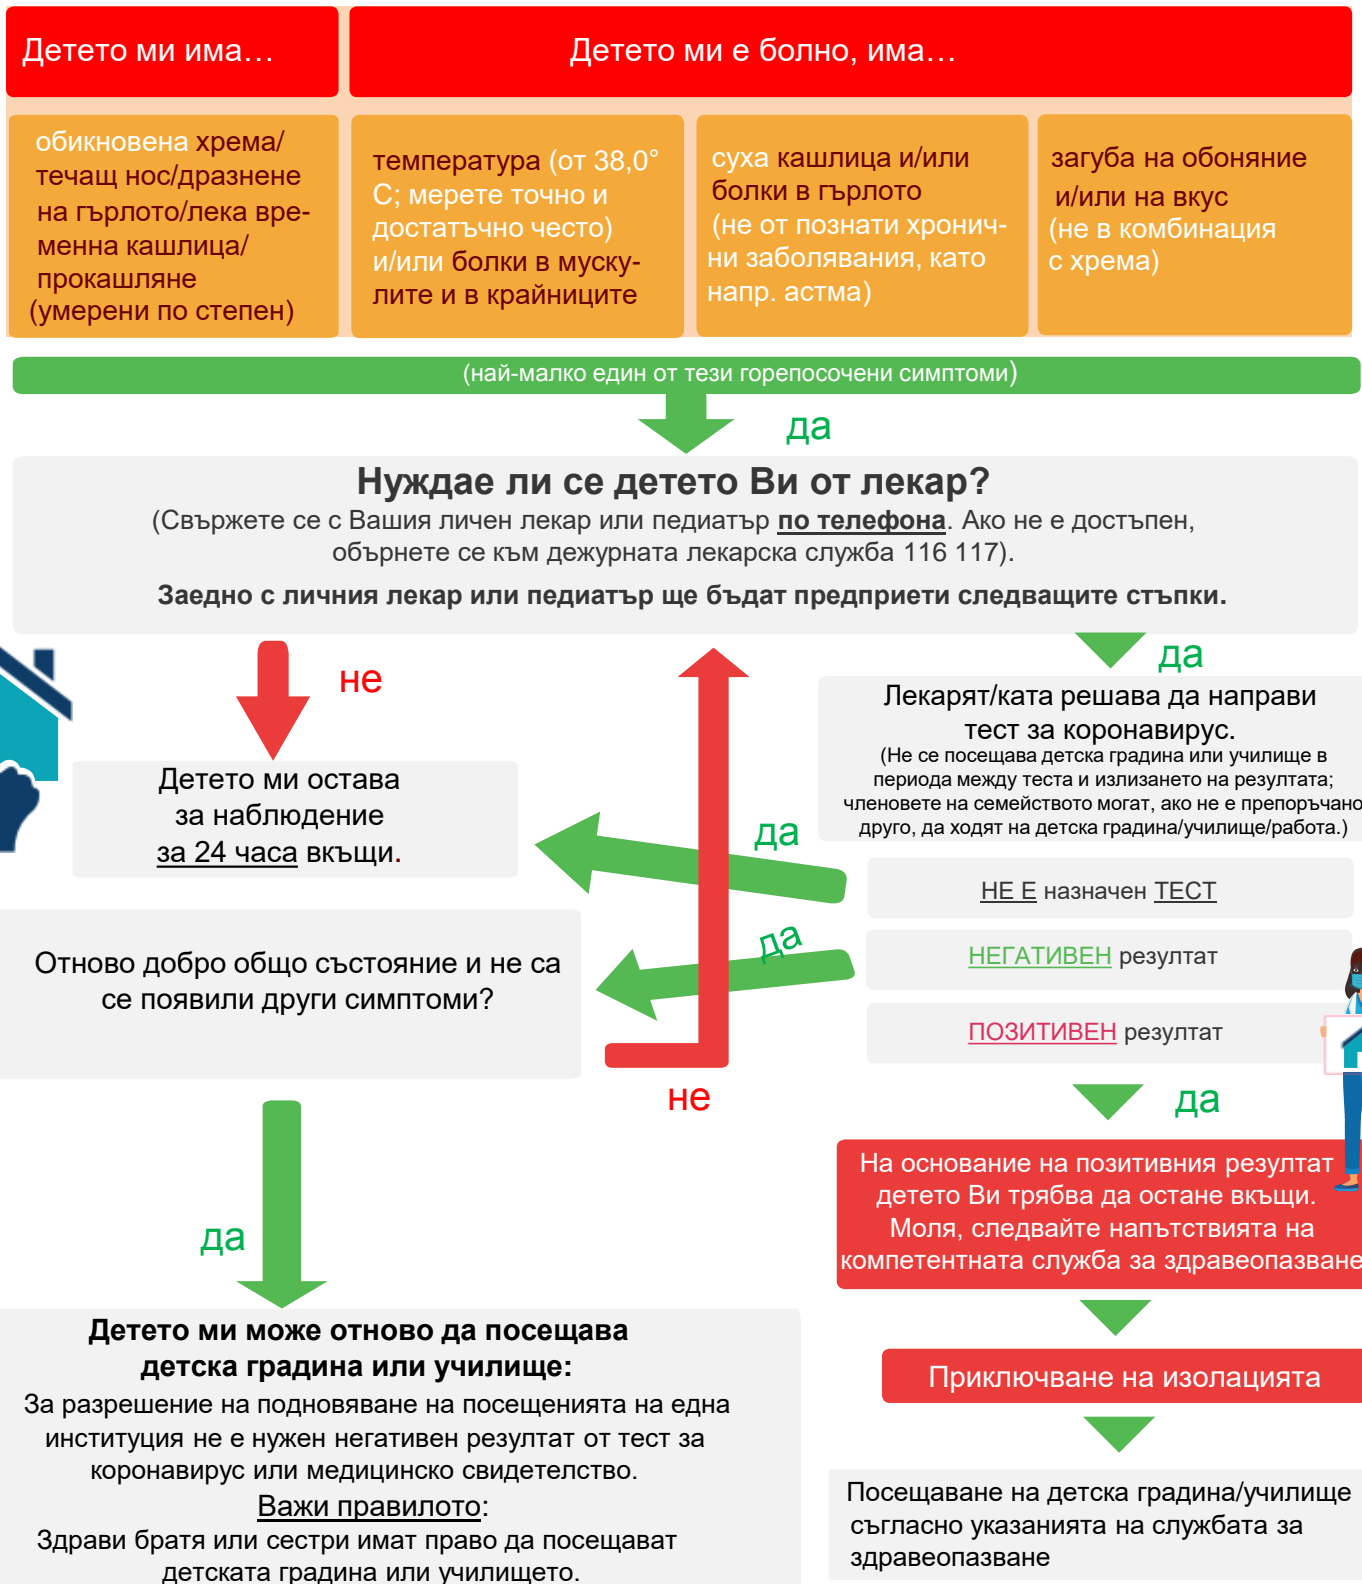 Детето ми има…
Детето ми е болно, има…
обикновена хрема/
течащ нос/дразнене
на гърлото/лека вре-
менна кашлица/
прокашляне
(умерени по степен)
температура (от 38,0°
С; мерете точно и
достатъчно често)
и/или болки в муску-
лите и в крайниците
суха кашлица и/или
болки в гърлото
(не от познати хронич-
ни заболявания, като
напр. астма)
загуба на обоняние
и/или на вкус
(не в комбинация
с хрема)
(най-малко един от тези горепосочени симптоми)
да
Нуждае ли се детето Ви от лекар?
(Свържете се с Вашия личен лекар или педиатър по телефона. Ако не е достъпен,
обърнете се към дежурната лекарска служба 116 117).
Заедно с личния лекар или педиатър ще бъдат предприети следващите стъпки.
не
да
Лекарят/ката решава да направи
тест за коронавирус.
(Не се посещава детска градина или училище в
периода между теста и излизането на резултата;
членовете на семейството могат, ако не е препоръчано
друго, да ходят на детска градина/училище/работа.)
Детето ми остава
за наблюдение
за 24 часа вкъщи.
да
НЕ Е назначен ТЕСТ
да
НЕГАТИВЕН резултат
Отново добро общо състояние и не са
се появили други симптоми?
ПОЗИТИВЕН резултат
не
да
На основание на позитивния резултат
детето Ви трябва да остане вкъщи.
Моля, следвайте напътствията на
компетентната служба за здравеопазване
да
Детето ми може отново да посещава
детска градина или училище:
За разрешение на подновяване на посещенията на една
институция не е нужен негативен резултат от тест за
коронавирус или медицинско свидетелство.
Важи правилото:
Здрави братя или сестри имат право да посещават
детската градина или училището.
Приключване на изолацията
Посещаване на детска градина/училище
съгласно указанията на службата за
здравеопазване